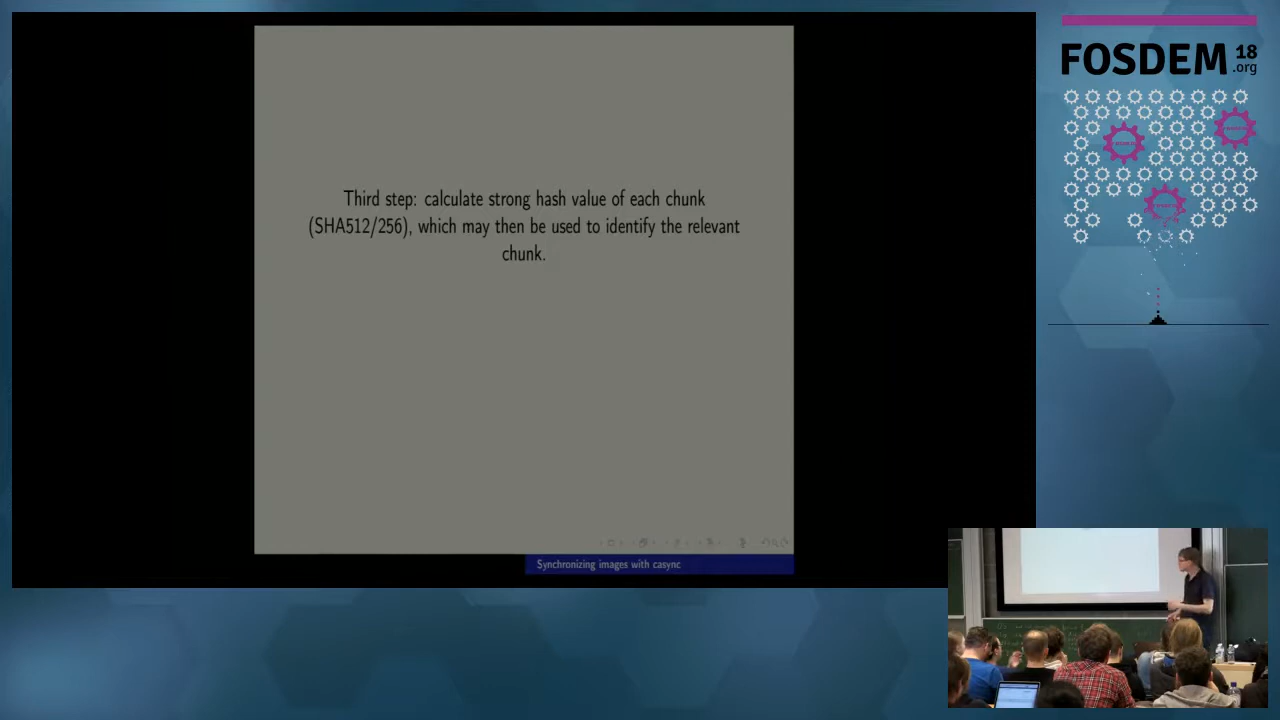 Third step: calculate strong hash value of each chunk
(SHA512/256), which may then be used to identify the relevant
chunk.
Synchronizing images with casync
FOSDEM 18
.org